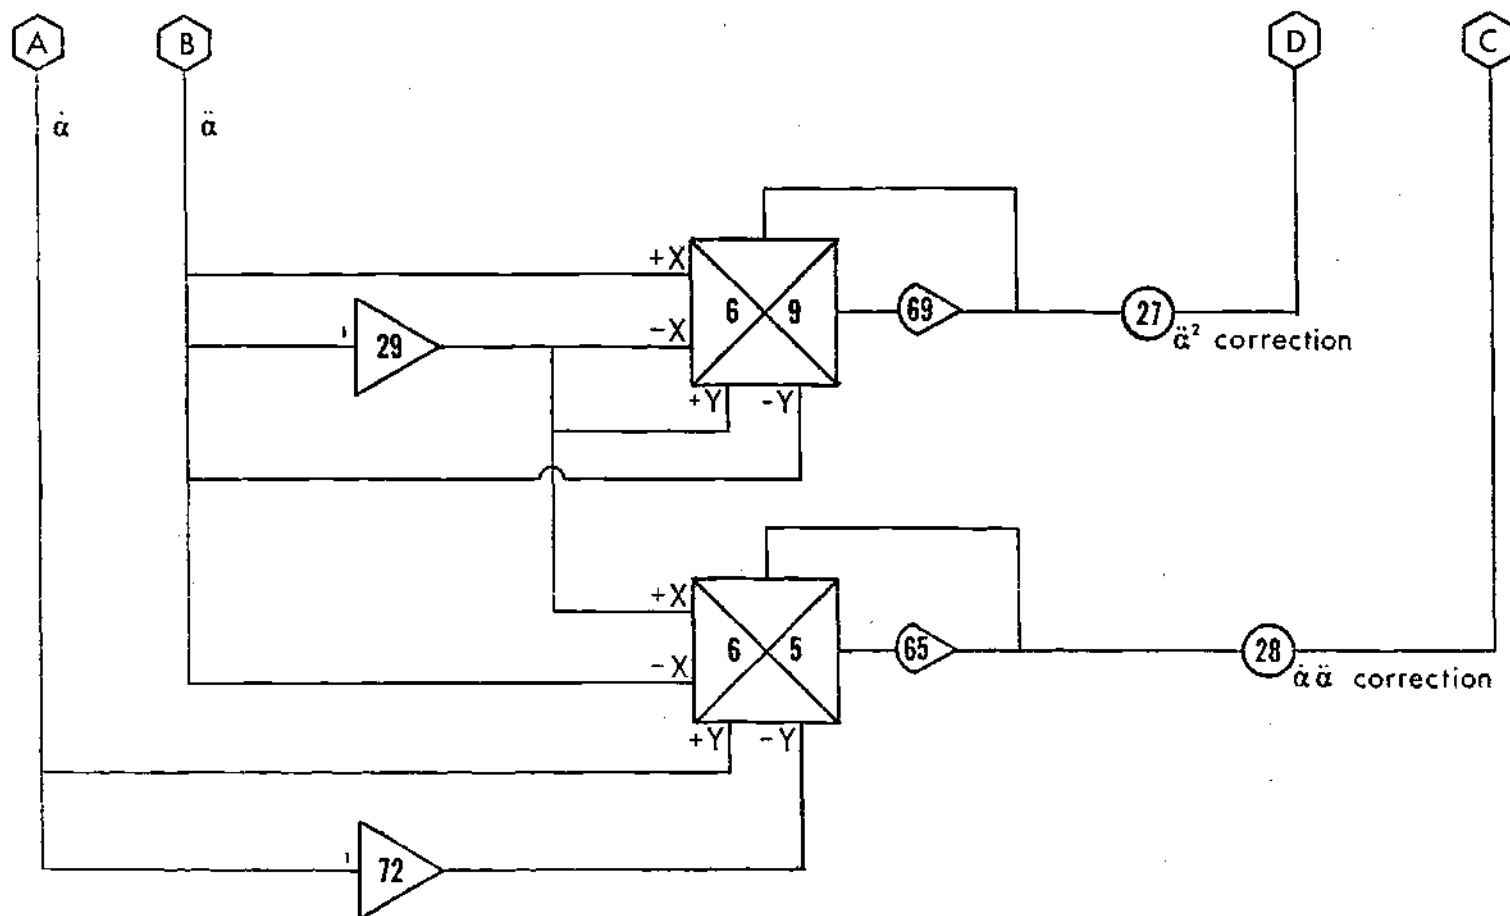 A
B
D
C
α̇
α̈
+X
-X
6 9
+Y -Y
1
29
69
27
α̈² correction
+X
-X
6 5
+Y -Y
65
28
α̇ α̈ correction
1
72